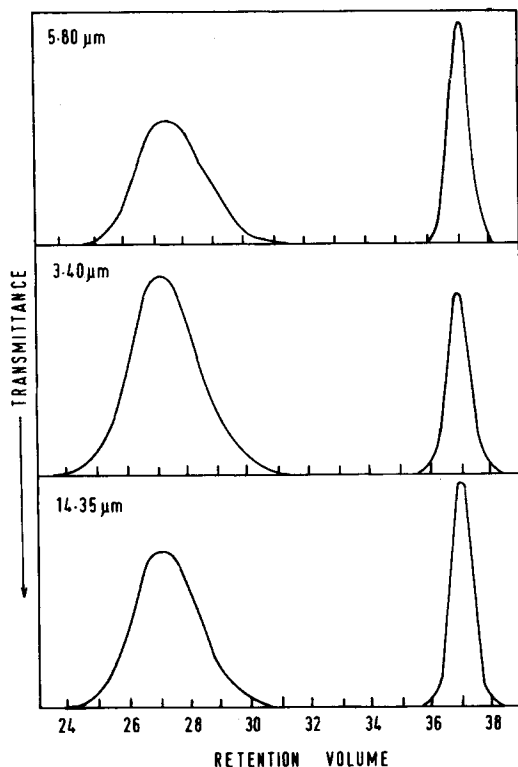 5·80 μm
3·40 μm
14·35 μm
TRANSMITTANCE
24 26 28 30 32 34 36 38
RETENTION VOLUME